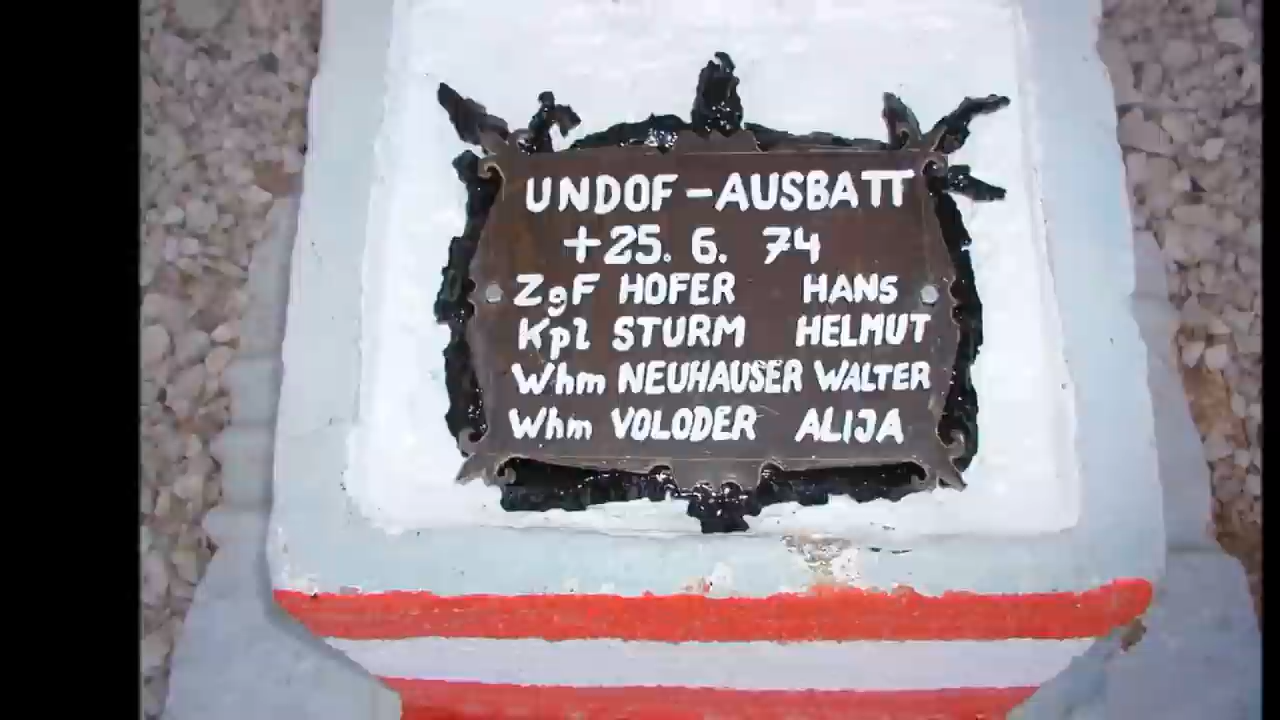 UNDOF-AUSBATT
+25. 6. 74
ZgF HOFER HANS
Kpl STURM HELMUT
Whm NEUHAUSER WALTER
Whm VOLODER ALIJA